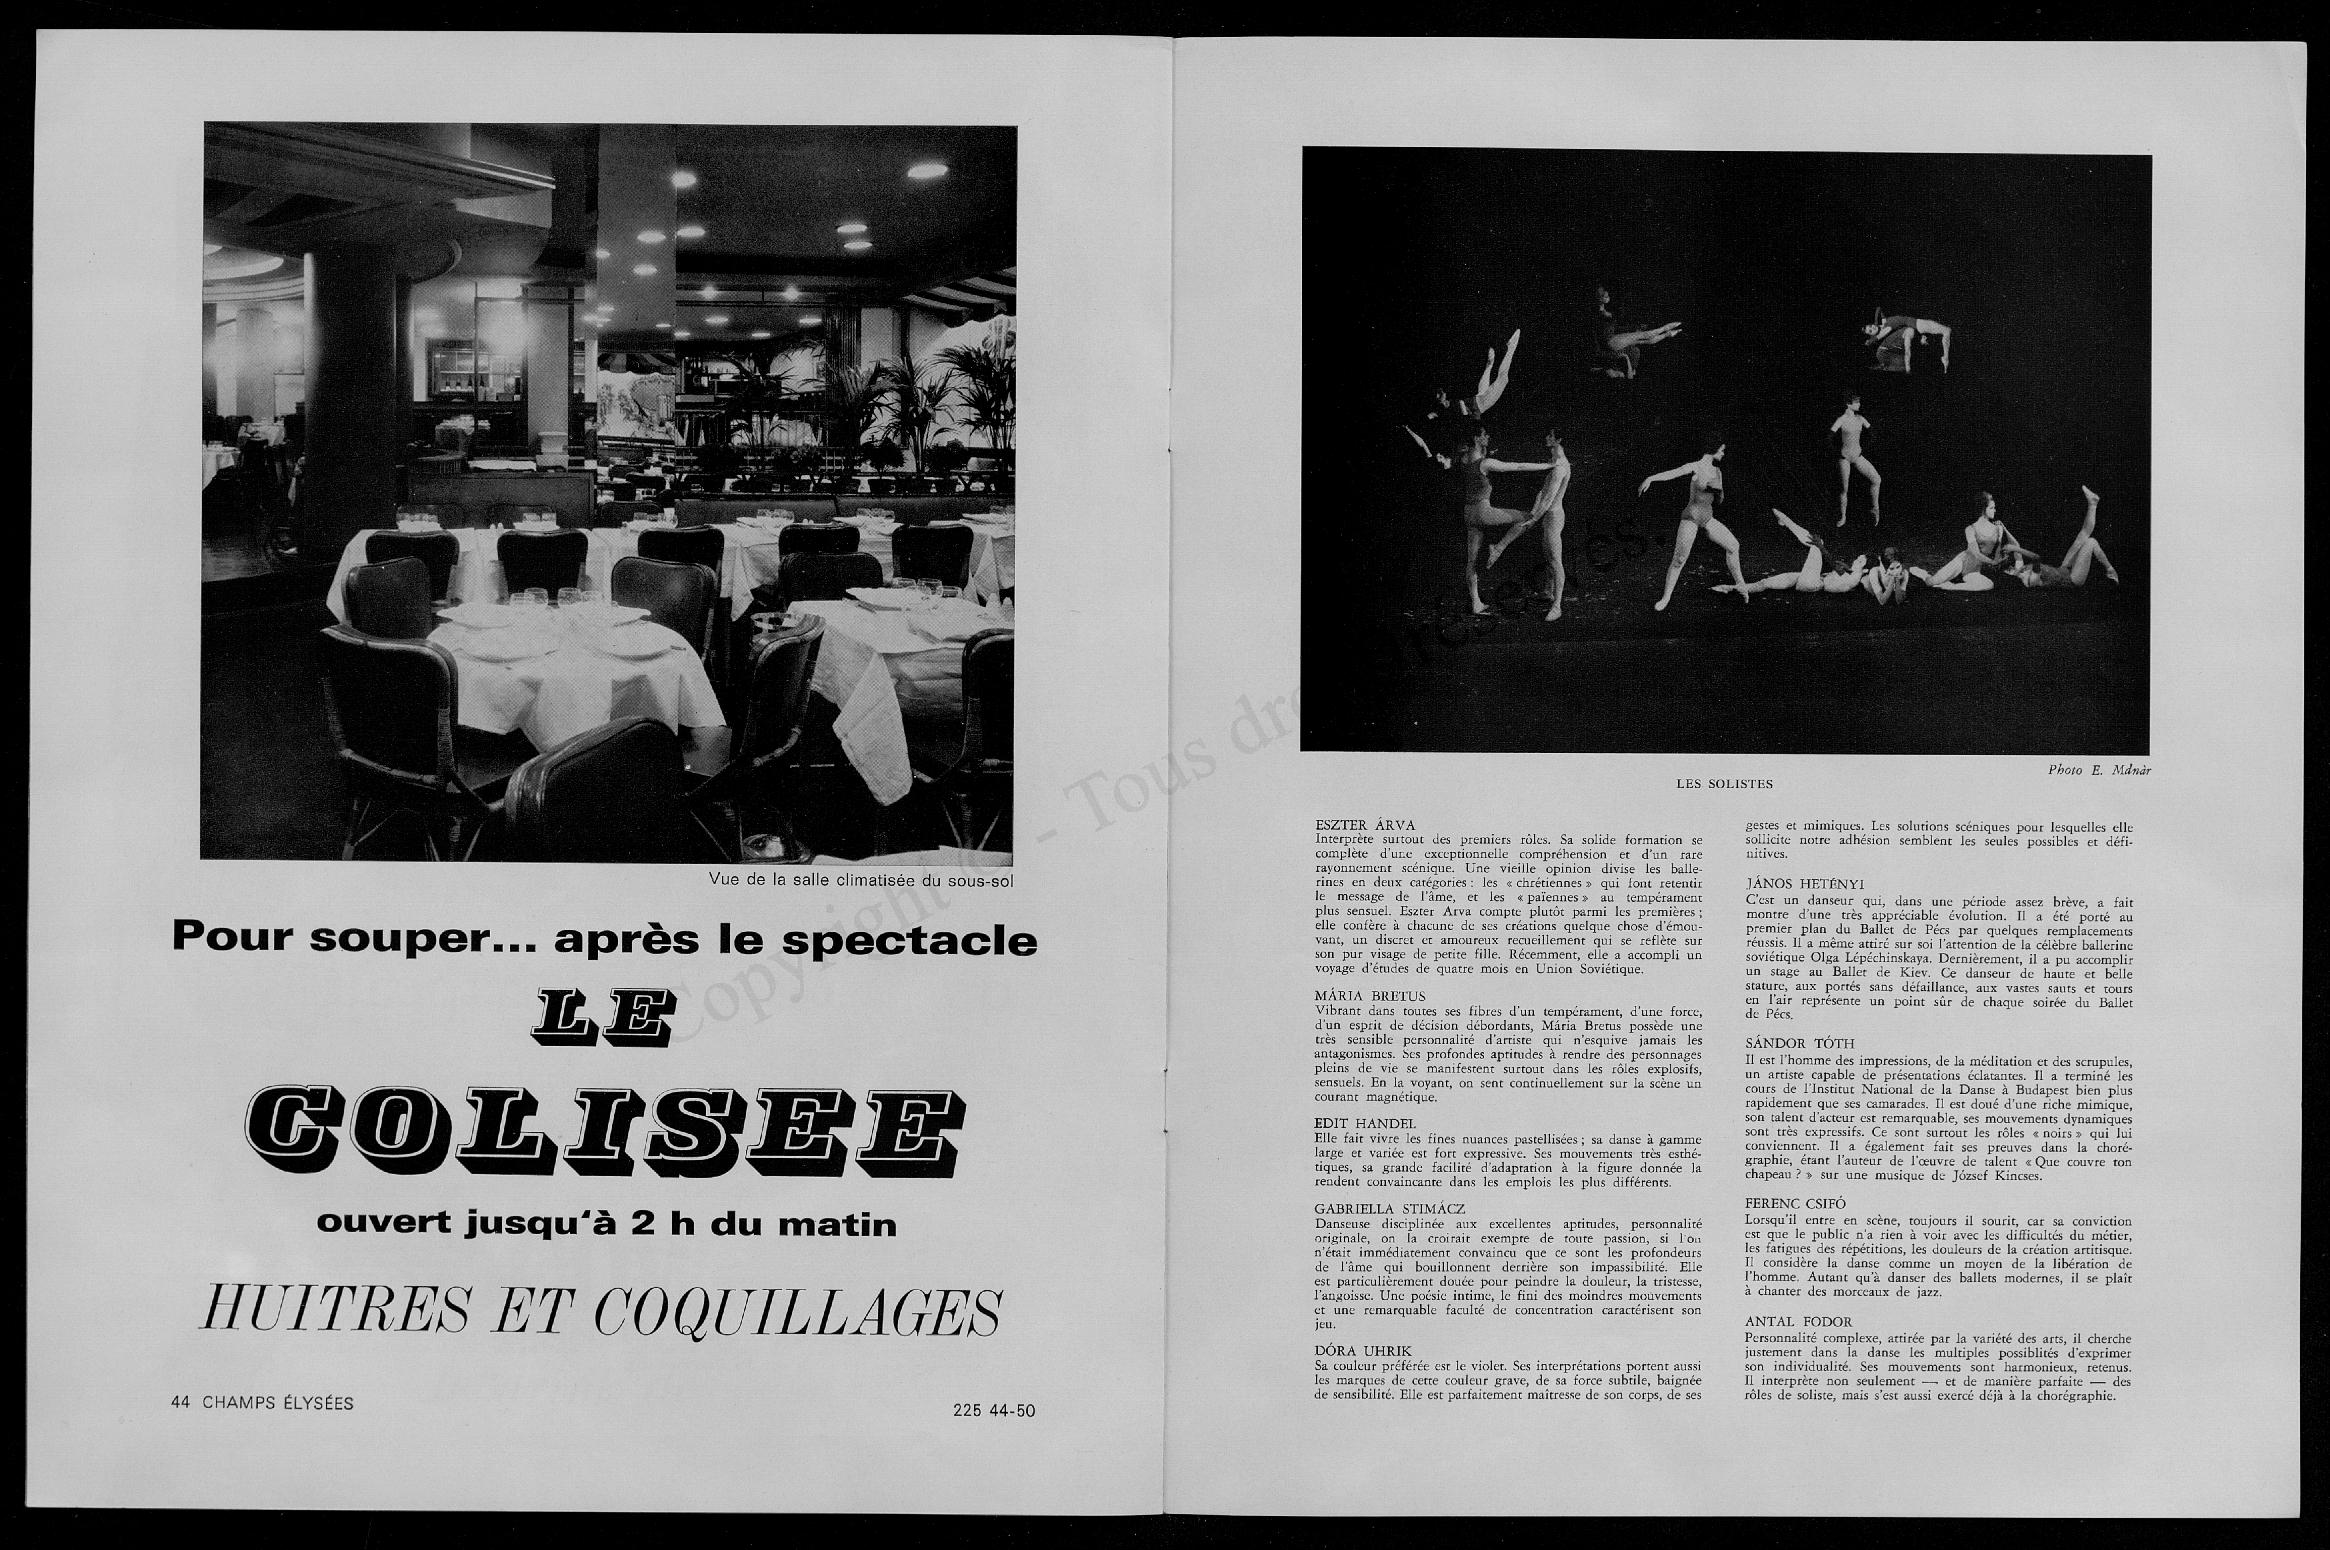 Vue de la salle climatisée du sous-sol
Pour souper... après le spectacle
LE
COLISEE
ouvert jusqu'à 2 h du matin
HUITRES ET COQUILLAGES
44 CHAMPS ÉLYSÉES
225 44-50
Photo E. Mdnàr
LES SOLISTES
ESZTER ÁRVA
Interprète surtout des premiers rôles. Sa solide formation se
complète d'une exceptionnelle compréhension et d'un rare
rayonnement scénique. Une vieille opinion divise les balle-
rines en deux catégories : les « chrétiennes » qui font retentir
le message de l'âme, et les « païennes » au tempérament
plus sensuel. Eszter Arva compte plutôt parmi les premières ;
elle confère à chacune de ses créations quelque chose d'émou-
vant, un discret et amoureux recueillement qui se reflète sur
son pur visage de petite fille. Récemment, elle a accompli un
voyage d'études de quatre mois en Union Soviétique.
MÁRIA BRETUS
Vibrant dans toutes ses fibres d'un tempérament, d'une force,
d'un esprit de décision débordants, Mária Bretus possède une
très sensible personnalité d'artiste qui n'esquive jamais les
antagonismes. Ses profondes aptitudes à rendre des personnages
pleins de vie se manifestent surtout dans les rôles explosifs,
sensuels. En la voyant, on sent continuellement sur la scène un
courant magnétique.
EDIT HANDEL
Elle fait vivre les fines nuances pastellisées ; sa danse à gamme
large et variée est fort expressive. Ses mouvements très esthé-
tiques, sa grande facilité d'adaptation à la figure donnée la
rendent convaincante dans les emplois les plus différents.
GABRIELLA STIMÁCZ
Danseuse disciplinée aux excellentes aptitudes, personnalité
originale, on la croirait exempte de toute passion, si l'on
n'était immédiatement convaincu que ce sont les profondeurs
de l'âme qui bouillonnent derrière son impassibilité. Elle
est particulièrement douée pour peindre la douleur, la tristesse,
l'angoisse. Une poésie intime, le fini des moindres mouvements
et une remarquable faculté de concentration caractérisent son
jeu.
DÓRA UHRIK
Sa couleur préférée est le violet. Ses interprétations portent aussi
les marques de cette couleur grave, de sa force subtile, baignée
de sensibilité. Elle est parfaitement maîtresse de son corps, de ses
gestes et mimiques. Les solutions scéniques pour lesquelles elle
sollicite notre adhésion semblent les seules possibles et défi-
nitives.
JÁNOS HETÉNYI
C'est un danseur qui, dans une période assez brève, a fait
montre d'une très appréciable évolution. Il a été porté au
premier plan du Ballet de Pécs par quelques remplacements
réussis. Il a même attiré sur soi l'attention de la célèbre ballerine
soviétique Olga Lépéchinskaya. Dernièrement, il a pu accomplir
un stage au Ballet de Kiev. Ce danseur de haute et belle
stature, aux portés sans défaillance, aux vastes sauts et tours
en l'air représente un point sûr de chaque soirée du Ballet
de Pécs.
SÁNDOR TÓTH
Il est l'homme des impressions, de la méditation et des scrupules,
un artiste capable de présentations éclatantes. Il a terminé les
cours de l'Institut National de la Danse à Budapest bien plus
rapidement que ses camarades. Il est doué d'une riche mimique,
son talent d'acteur est remarquable, ses mouvements dynamiques
sont très expressifs. Ce sont surtout les rôles « noirs » qui lui
conviennent. Il a également fait ses preuves dans la choré-
graphie, étant l'auteur de l'œuvre de talent « Que couvre ton
chapeau ? » sur une musique de József Kincses.
FERENC CSIFÓ
Lorsqu'il entre en scène, toujours il sourit, car sa conviction
est que le public n'a rien à voir avec les difficultés du métier,
les fatigues des répétitions, les douleurs de la création artitisque.
Il considère la danse comme un moyen de la libération de
l'homme. Autant qu'à danser des ballets modernes, il se plaît
à chanter des morceaux de jazz.
ANTAL FODOR
Personnalité complexe, attirée par la variété des arts, il cherche
justement dans la danse les multiples possiblités d'exprimer
son individualité. Ses mouvements sont harmonieux, retenus.
Il interprète non seulement — et de manière parfaite — des
rôles de soliste, mais s'est aussi exercé déjà à la chorégraphie.
Copyright © - Tous droits réservés.